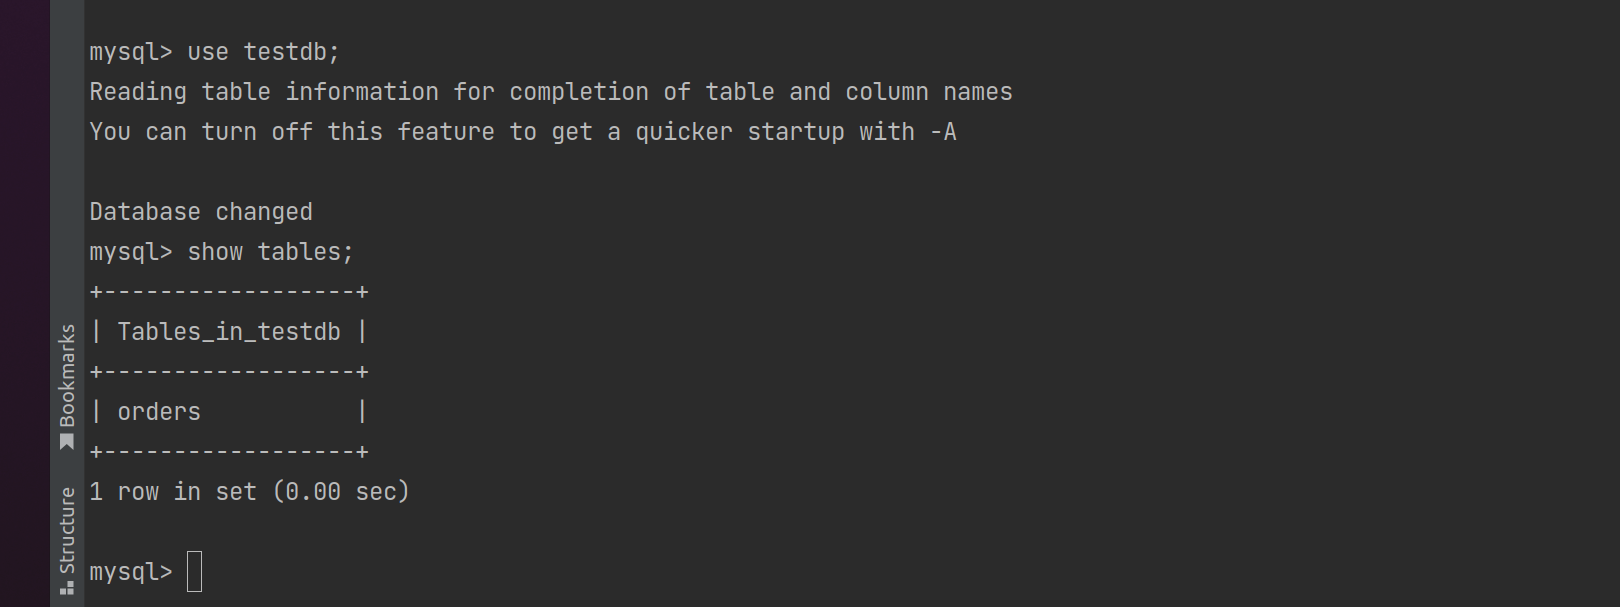 mysql> use testdb;
Reading table information for completion of table and column names
You can turn off this feature to get a quicker startup with -A
Database changed
mysql> show tables;
+------------------+
| Tables_in_testdb |
+------------------+
| orders           |
+------------------+
1 row in set (0.00 sec)
mysql>
Bookmarks
Structure